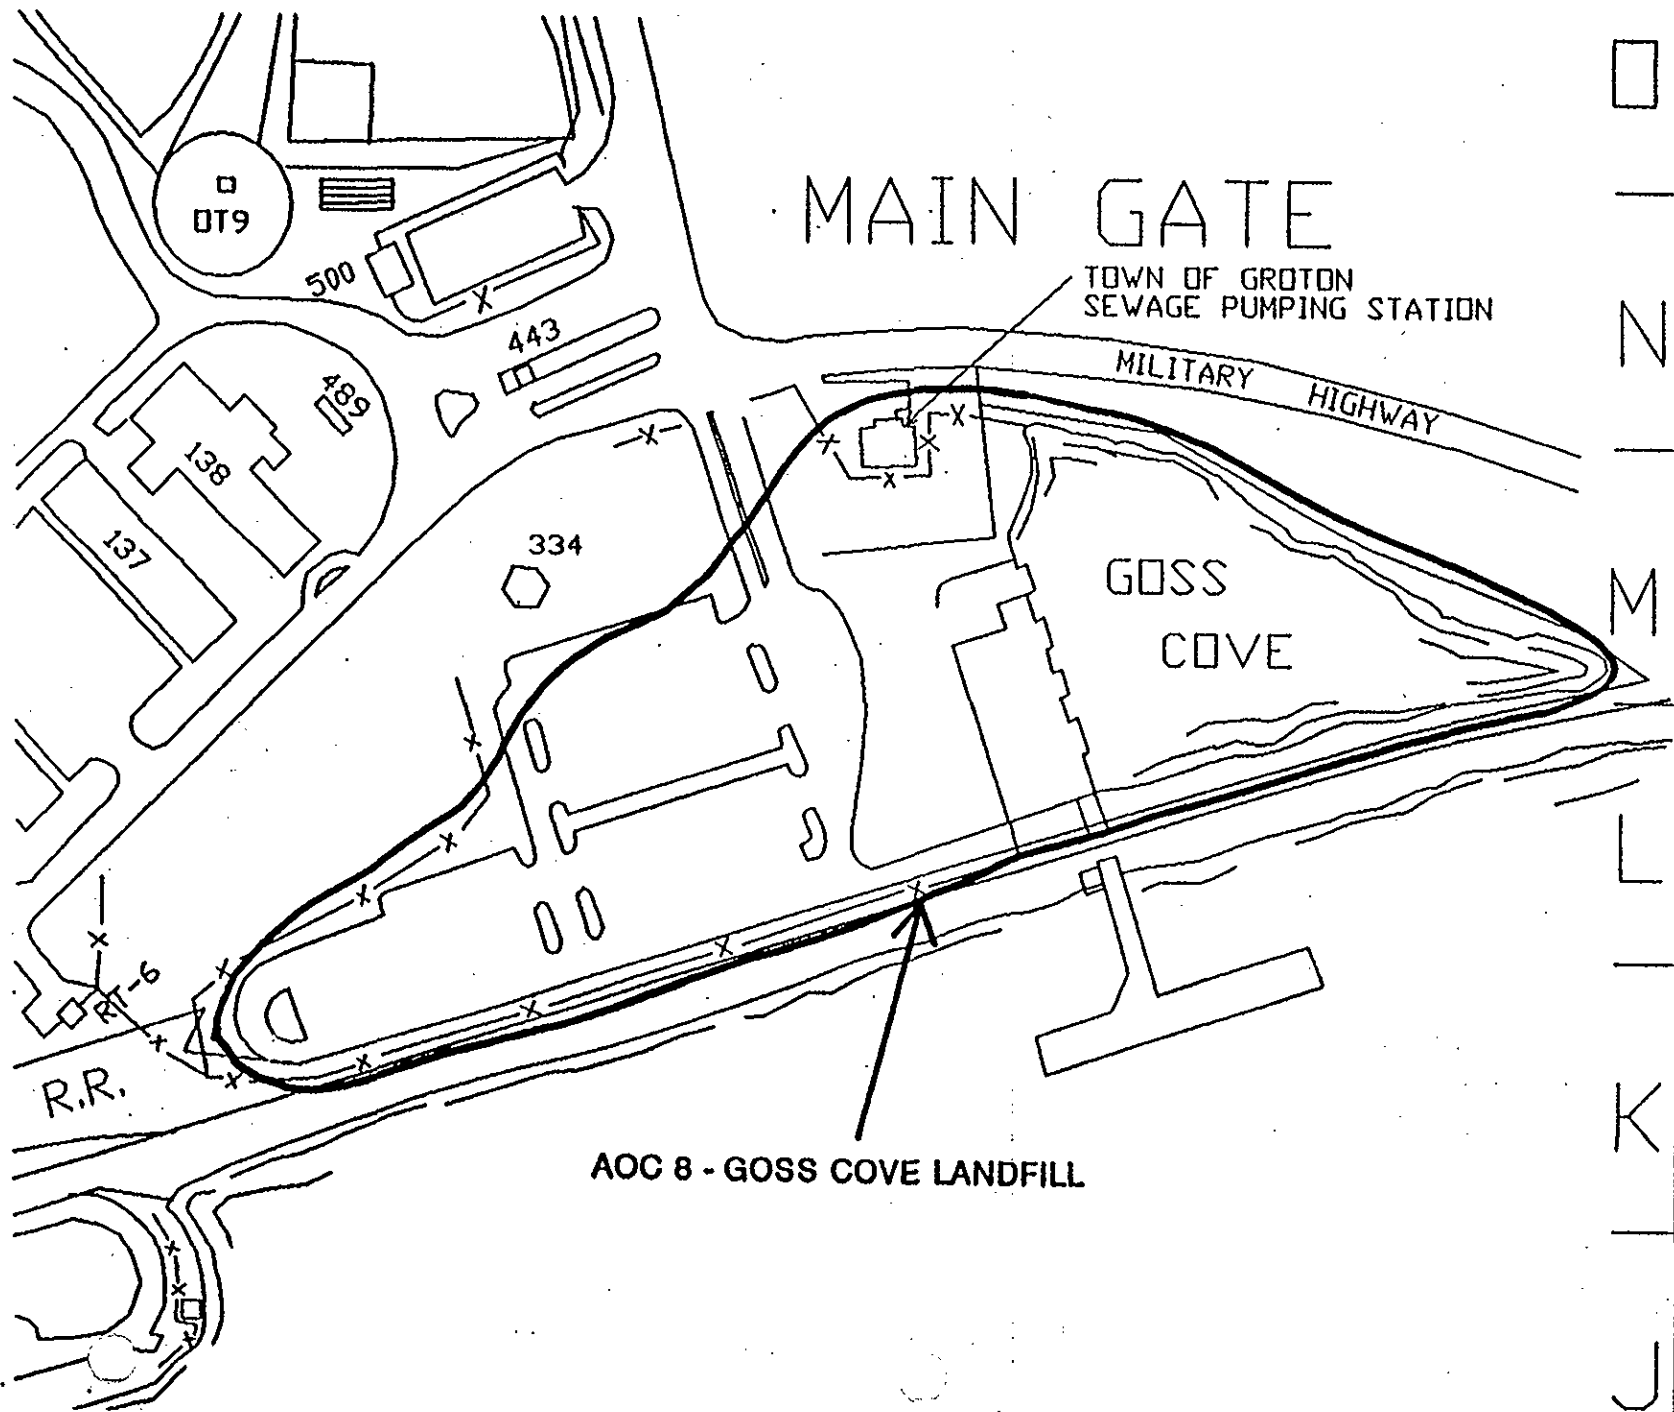 O
MAIN GATE
OT9
TOWN OF GROTON
SEWAGE PUMPING STATION
500
443
N
MILITARY HIGHWAY
489
138
137
334
GOSS
COVE
M
L
RT-6
R.R.
K
AOC 8 - GOSS COVE LANDFILL
J